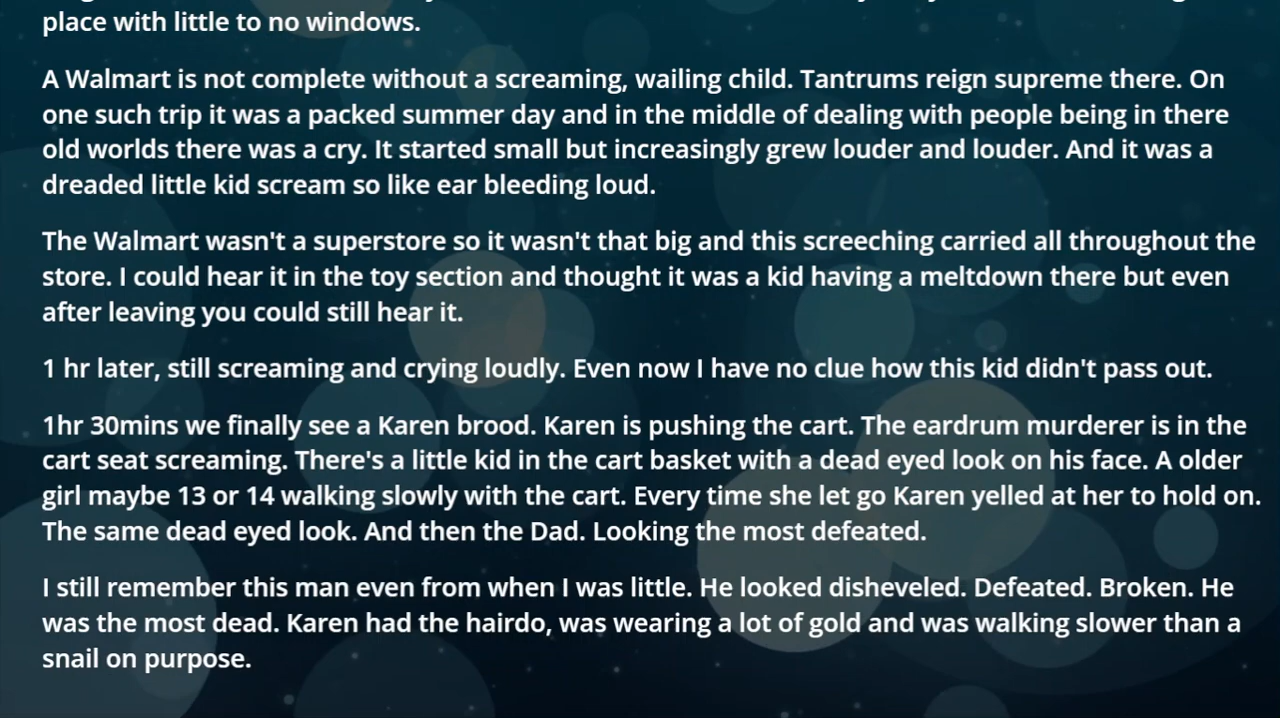 place with little to no windows.
A Walmart is not complete without a screaming, wailing child. Tantrums reign supreme there. On
one such trip it was a packed summer day and in the middle of dealing with people being in there
old worlds there was a cry. It started small but increasingly grew louder and louder. And it was a
dreaded little kid scream so like ear bleeding loud.
The Walmart wasn't a superstore so it wasn't that big and this screeching carried all throughout the
store. I could hear it in the toy section and thought it was a kid having a meltdown there but even
after leaving you could still hear it.
1 hr later, still screaming and crying loudly. Even now I have no clue how this kid didn't pass out.
1hr 30mins we finally see a Karen brood. Karen is pushing the cart. The eardrum murderer is in the
cart seat screaming. There's a little kid in the cart basket with a dead eyed look on his face. A older
girl maybe 13 or 14 walking slowly with the cart. Every time she let go Karen yelled at her to hold on.
The same dead eyed look. And then the Dad. Looking the most defeated.
I still remember this man even from when I was little. He looked disheveled. Defeated. Broken. He
was the most dead. Karen had the hairdo, was wearing a lot of gold and was walking slower than a
snail on purpose.